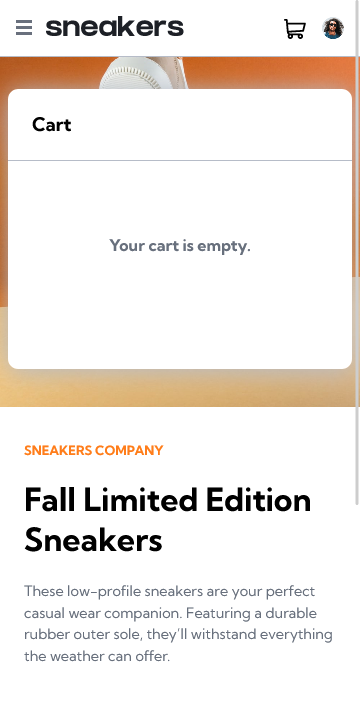 sneakers
Cart
Your cart is empty.
SNEAKERS COMPANY
Fall Limited Edition
Sneakers
These low-profile sneakers are your perfect
casual wear companion. Featuring a durable
rubber outer sole, they'll withstand everything
the weather can offer.